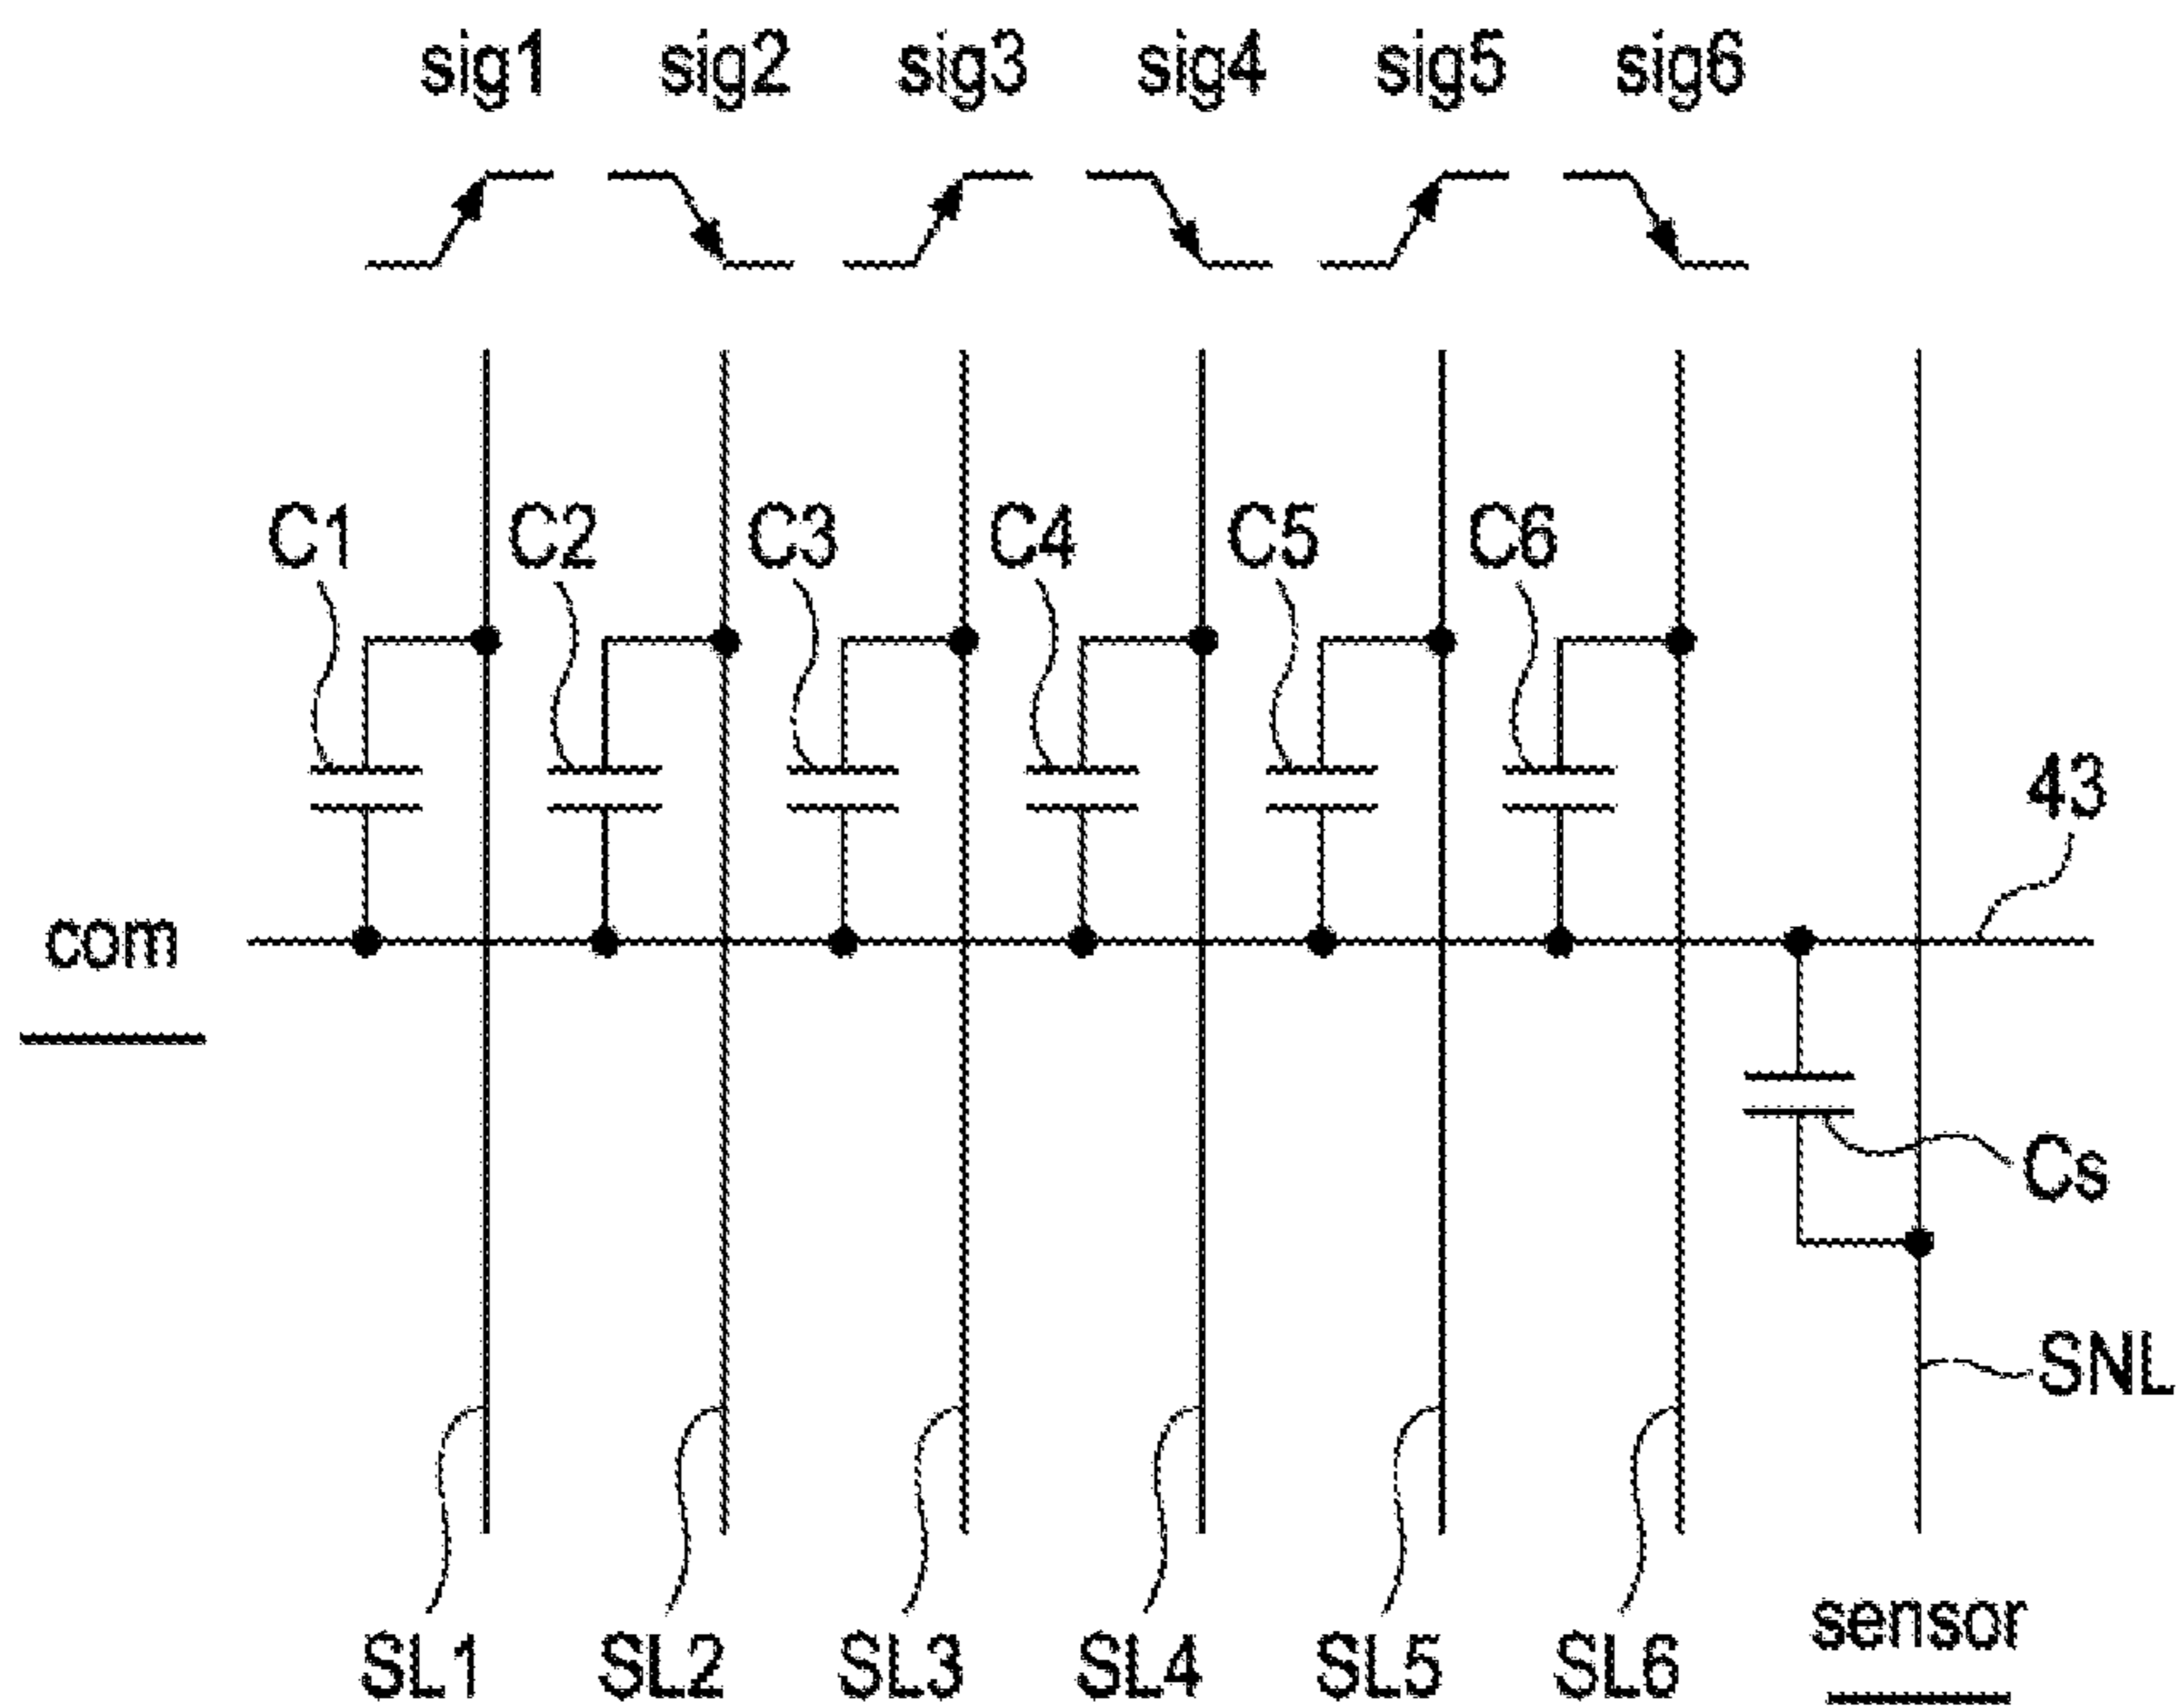 sig1 sig2 sig3 sig4 sig5 sig6
C1 C2 C3 C4 C5 C6
43
com
Cs
SNL
SL1 SL2 SL3 SL4 SL5 SL6 sensor